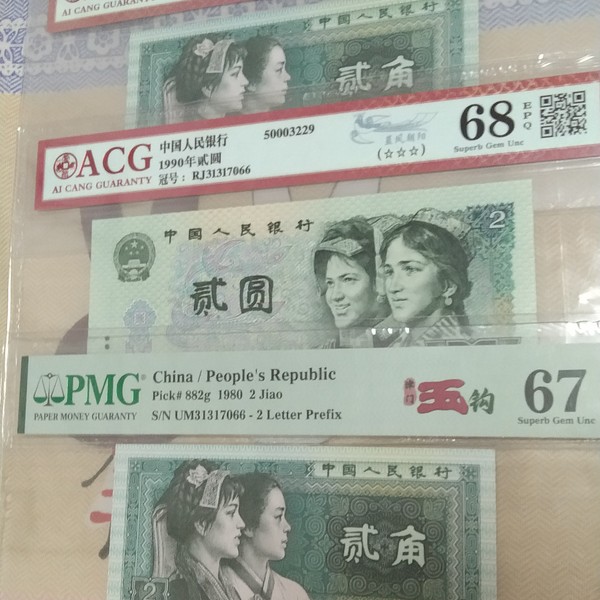 AI CANG GUARANTY
中国人民银行
贰角
ACG
AI CANG GUARANTY
中国人民银行
1990年贰圆
冠号: RJ31317066
50003229
(☆☆☆)
68
EPQ
Superb Gem Unc
中国人民银行
2
贰圆
PMG
PAPER MONEY GUARANTY
China / People's Republic
Pick# 882g 1980 2 Jiao
S/N UM31317066 - 2 Letter Prefix
玉钩
67
Superb Gem Unc
中国人民银行
贰角
2